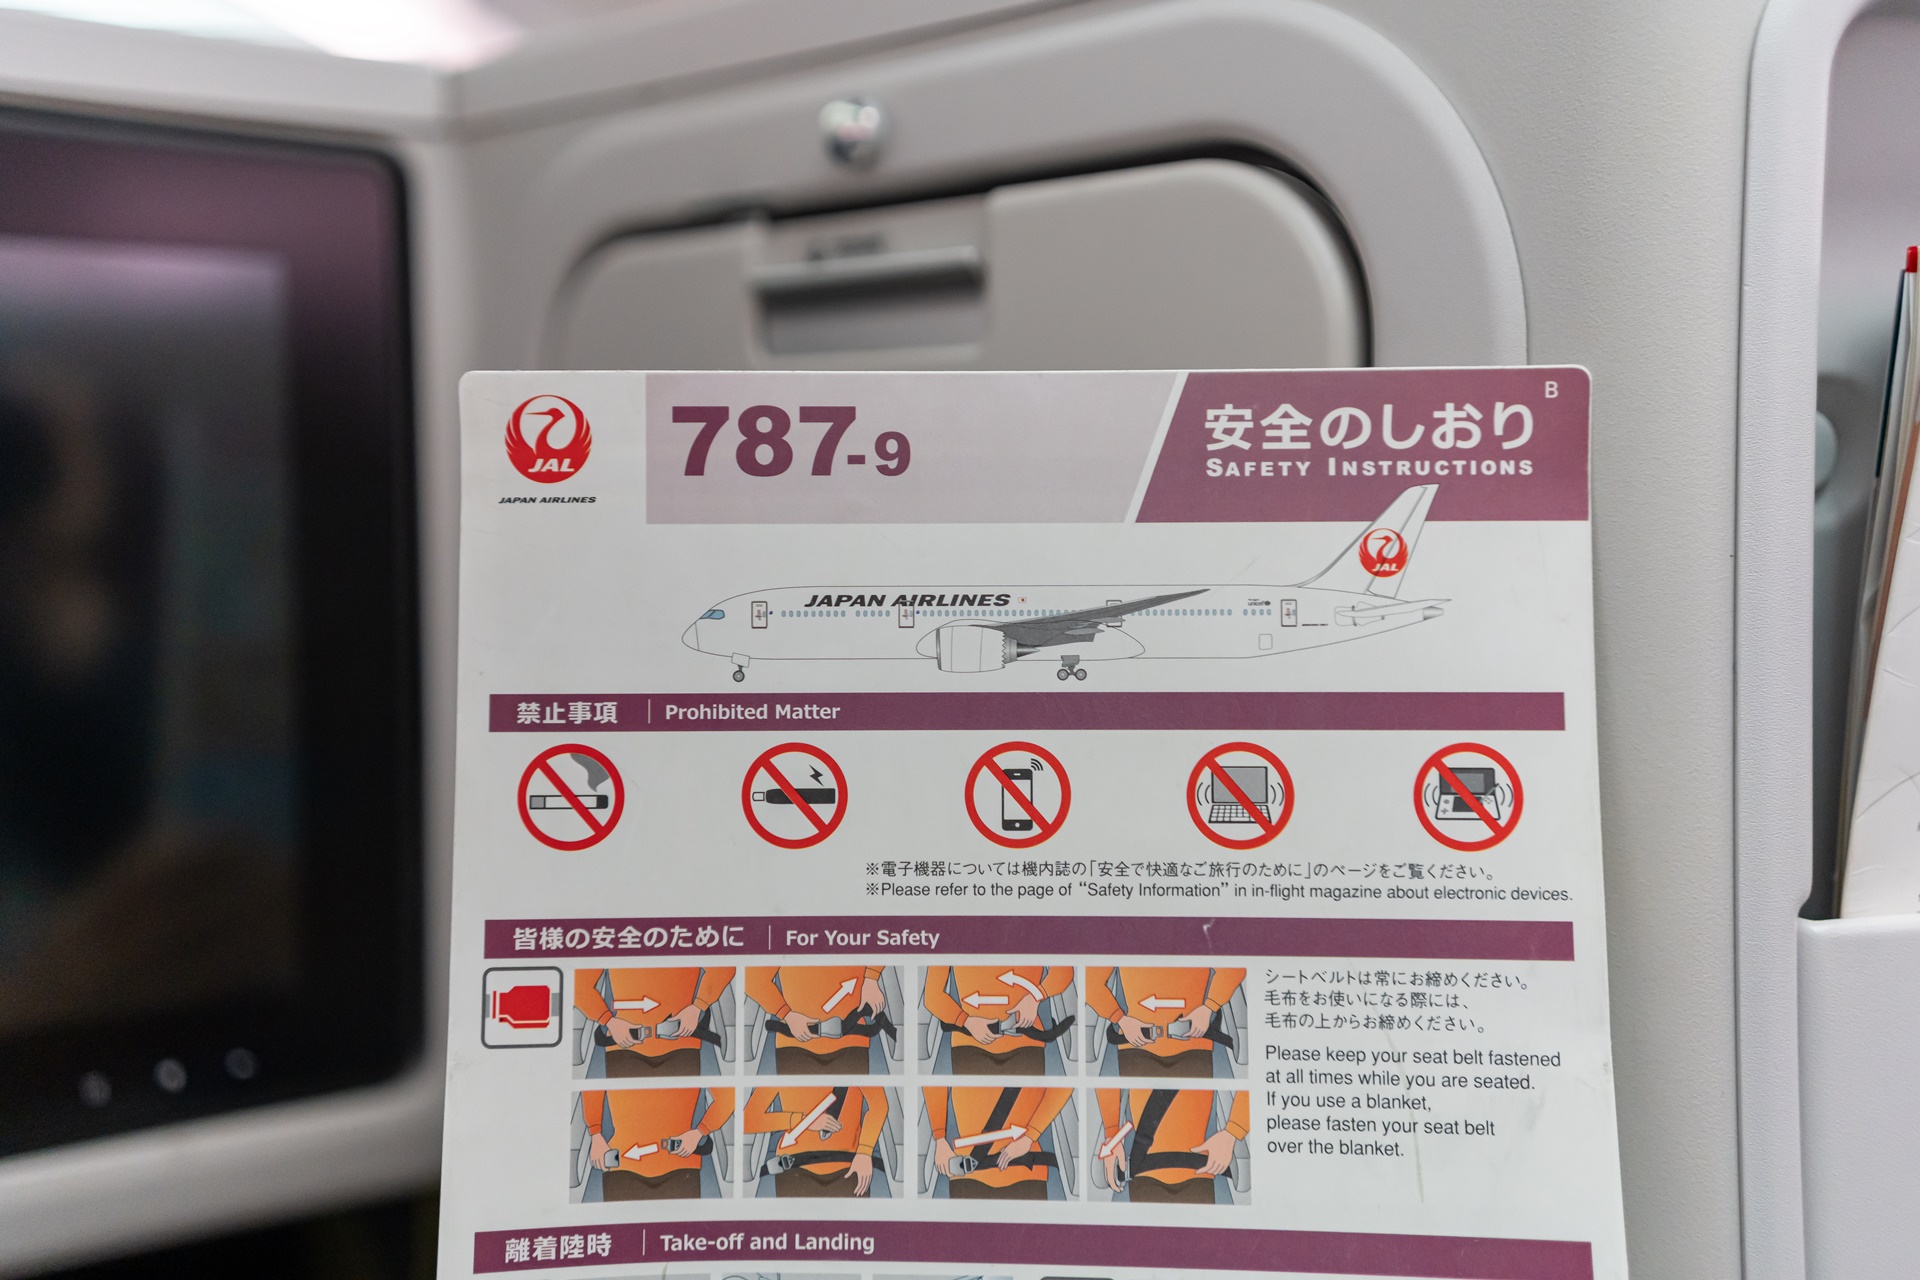 B
JAL
JAPAN AIRLINES
787-9
安全のしおり
SAFETY INSTRUCTIONS
JAL
JAPAN AIRLINES
unicef
禁止事項 | Prohibited Matter
※電子機器については機内誌の「安全で快適なご旅行のために」のページをご覧ください。
※Please refer to the page of “Safety Information” in in-flight magazine about electronic devices.
皆様の安全のために | For Your Safety
シートベルトは常にお締めください。
毛布をお使いになる際には、
毛布の上からお締めください。
Please keep your seat belt fastened
at all times while you are seated.
If you use a blanket,
please fasten your seat belt
over the blanket.
離着陸時 | Take-off and Landing